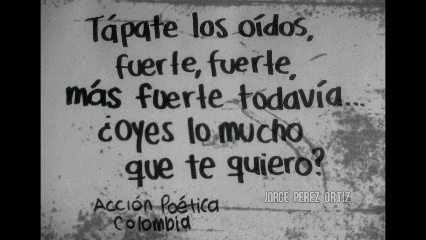 Tápate los oídos,
fuerte, fuerte,
más fuerte todavía...
¿oyes lo mucho
que te quiero?
JORGE PEREZ ORTIZ
Acción Poética
Colombia